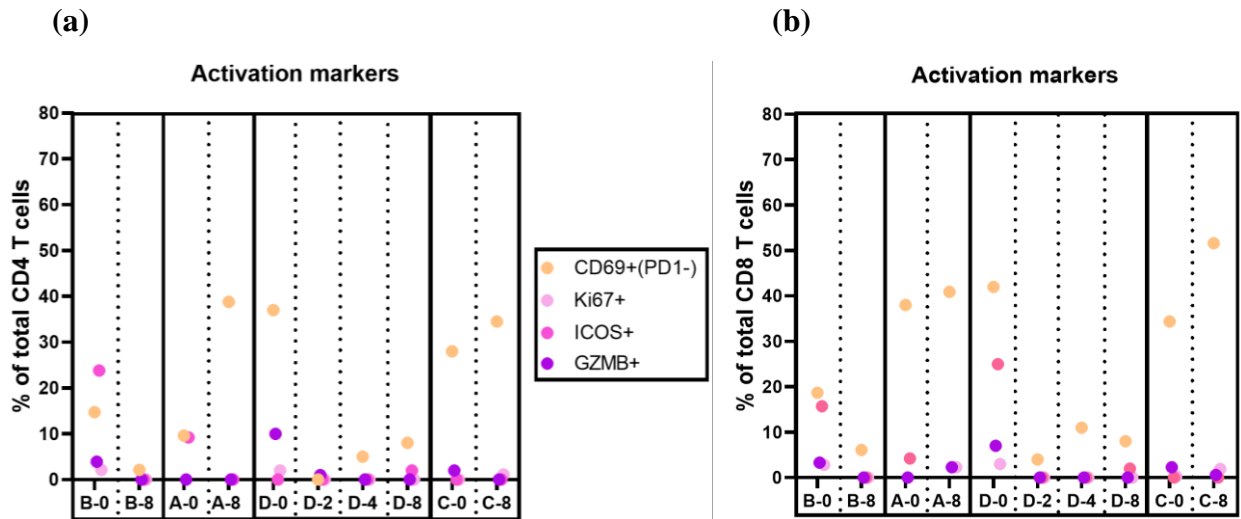 (a)
Activation markers
% of total CD4 T cells
80
70
60
50
40
30
20
10
0
B-0 B-8 A-0 A-8 D-0 D-2 D-4 D-8 C-0 C-8
CD69+(PD1-)
Ki67+
ICOS+
GZMB+
(b)
Activation markers
% of total CD8 T cells
80
70
60
50
40
30
20
10
0
B-0 B-8 A-0 A-8 D-0 D-2 D-4 D-8 C-0 C-8